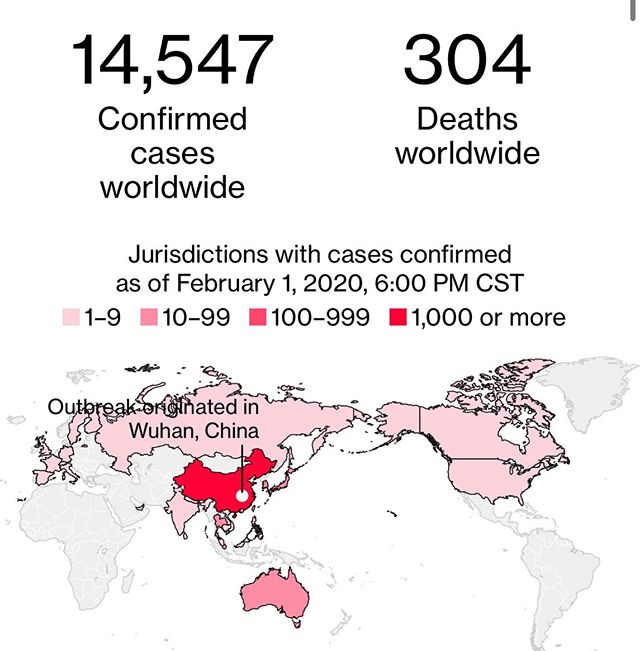 14,547
Confirmed
cases
worldwide
304
Deaths
worldwide
Jurisdictions with cases confirmed
as of February 1, 2020, 6:00 PM CST
1–9 10–99 100–999 1,000 or more
Outbreak originated in
Wuhan, China